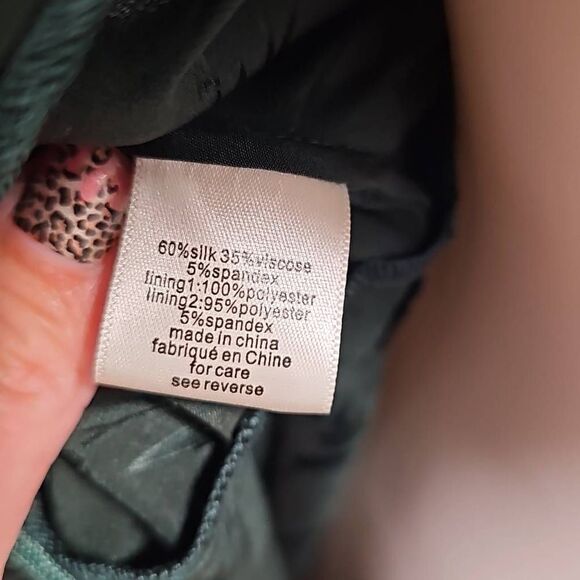 60%silk 35%viscose
5%spandex
lining1:100%polyester
lining2:95%polyester
5%spandex
made in china
fabriqué en Chine
for care
see reverse